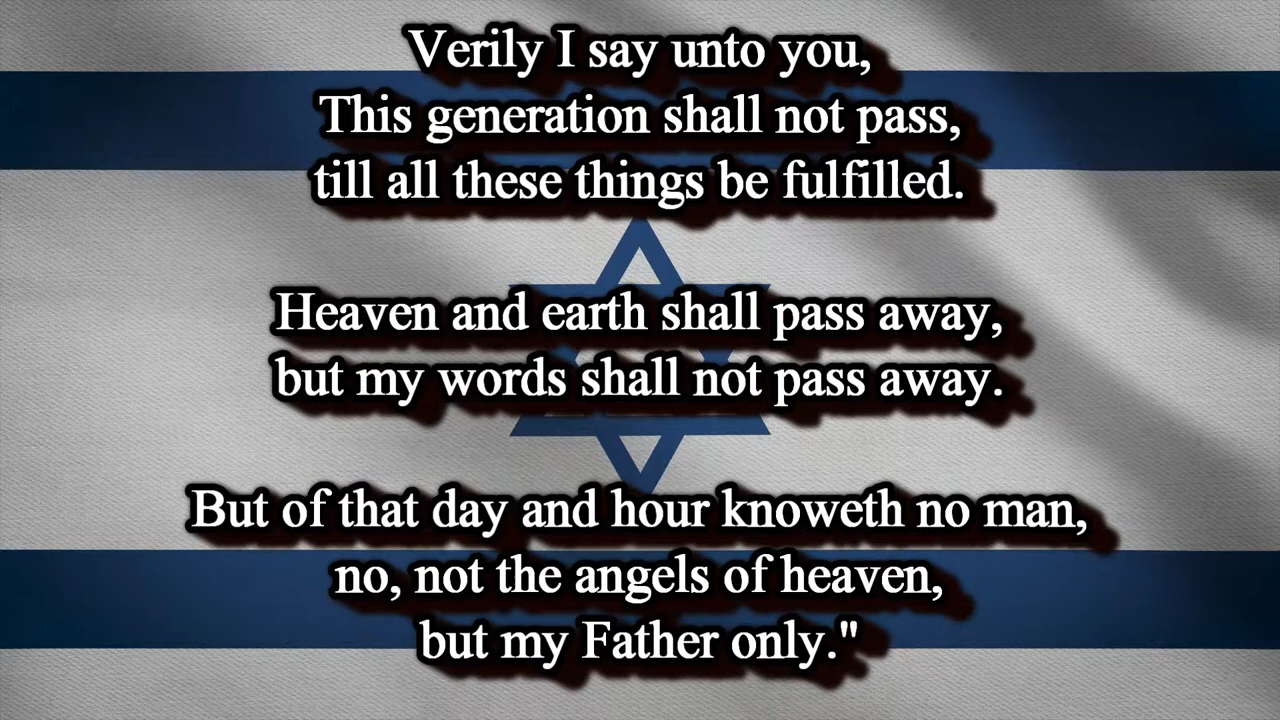 Verily I say unto you,
This generation shall not pass,
till all these things be fulfilled.
Heaven and earth shall pass away,
but my words shall not pass away.
But of that day and hour knoweth no man,
no, not the angels of heaven,
but my Father only."